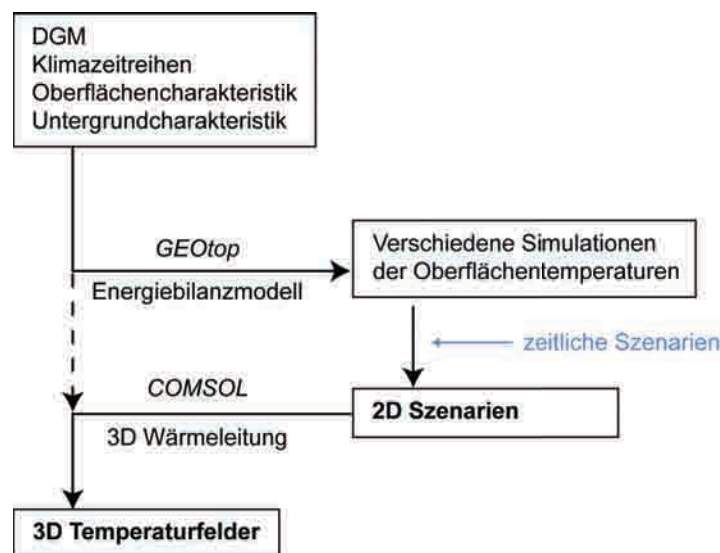 DGM
Klimazeitreihen
Oberflächencharakteristik
Untergrundcharakteristik
GEOtop
Energiebilanzmodell
Verschiedene Simulationen
der Oberflächentemperaturen
zeitliche Szenarien
COMSOL
3D Wärmeleitung
2D Szenarien
3D Temperaturfelder